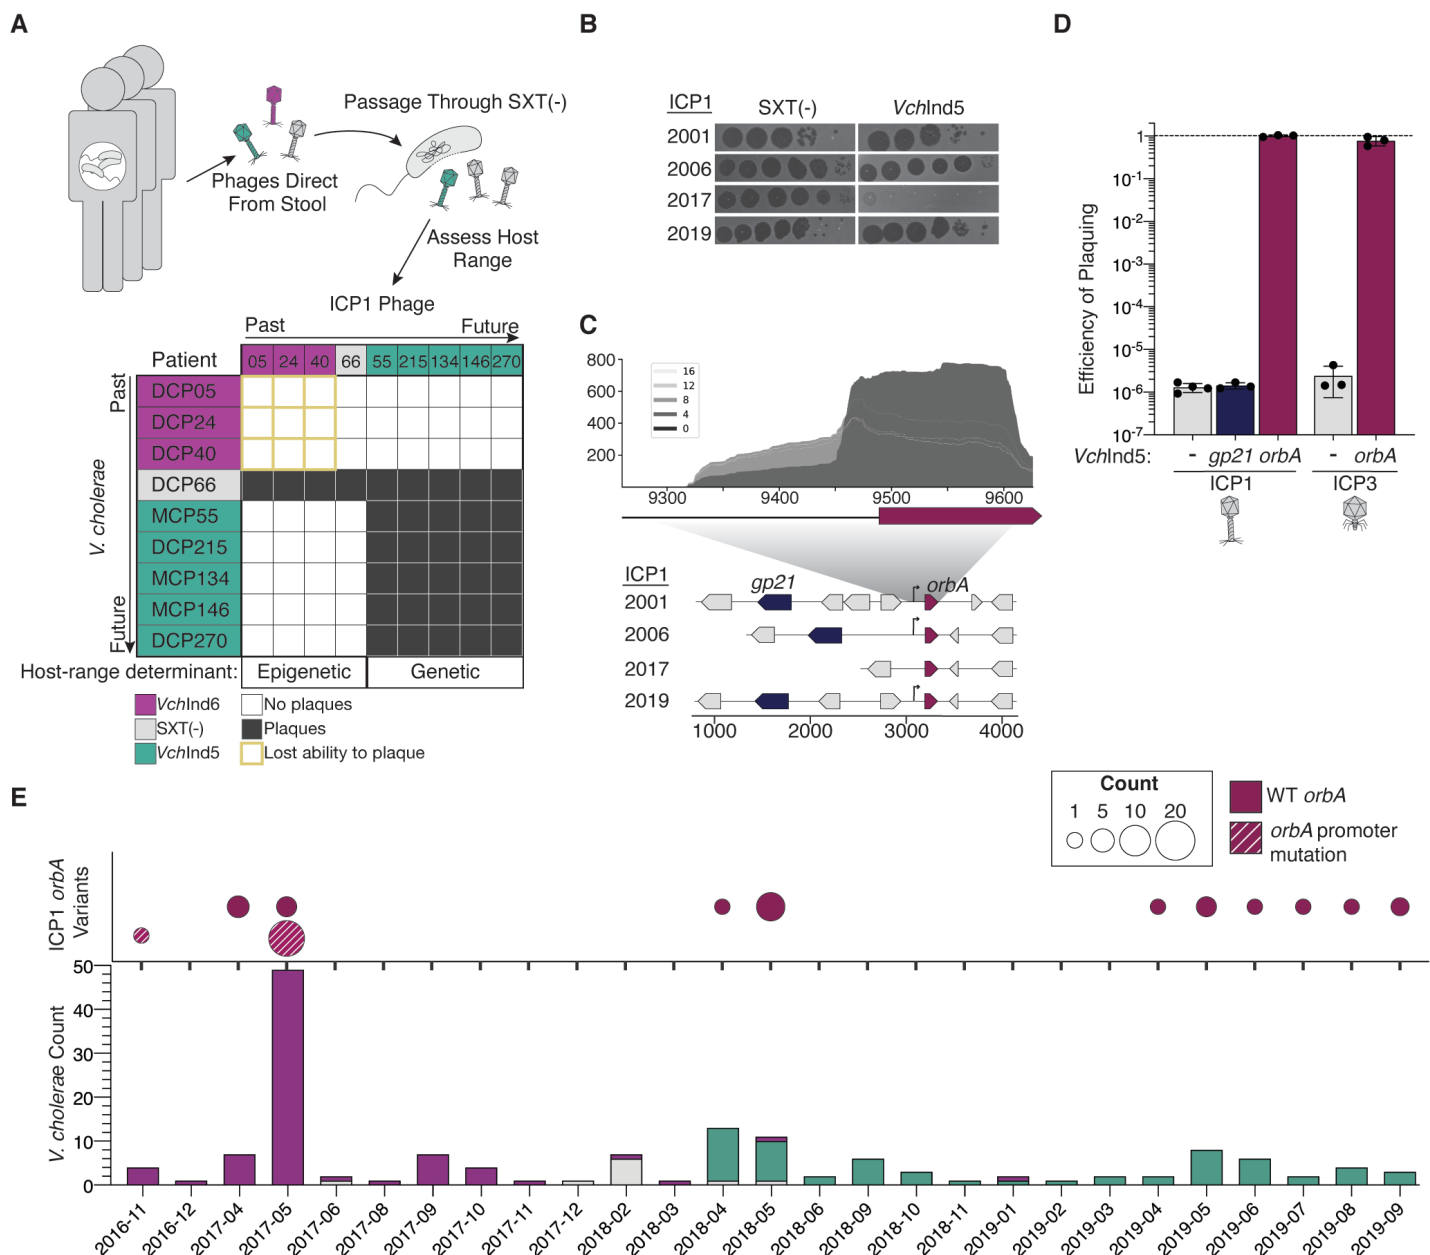 A
Passage Through SXT(-)
Phages Direct
From Stool
Assess Host
Range
ICP1 Phage
Past
Future
Patient
05 24 40 66 55 215 134 146 270
Past
DCP05
DCP24
DCP40
DCP66
MCP55
DCP215
MCP134
MCP146
DCP270
V. cholerae
Future
Host-range determinant: Epigenetic Genetic
VchInd6
SXT(-)
VchInd5
No plaques
Plaques
Lost ability to plaque
B
ICP1 SXT(-) VchInd5
2001
2006
2017
2019
C
800
600
400
200
16
12
8
4
0
9300 9400 9500 9600
ICP1
gp21
orbA
2001
2006
2017
2019
1000 2000 3000 4000
D
Efficiency of Plaquing
1
10-1
10-2
10-3
10-4
10-5
10-6
10-7
VchInd5: - gp21 orbA - orbA
ICP1 ICP3
E
Count
1 5 10 20
WT orbA
orbA promoter
mutation
ICP1 orbA
Variants
V. cholerae Count
50
40
30
20
10
0
2016-11 2016-12 2017-04 2017-05 2017-06 2017-08 2017-09 2017-10 2017-11 2017-12 2018-02 2018-03 2018-04 2018-05 2018-06 2018-09 2018-10 2018-11 2019-01 2019-02 2019-03 2019-04 2019-05 2019-06 2019-07 2019-08 2019-09